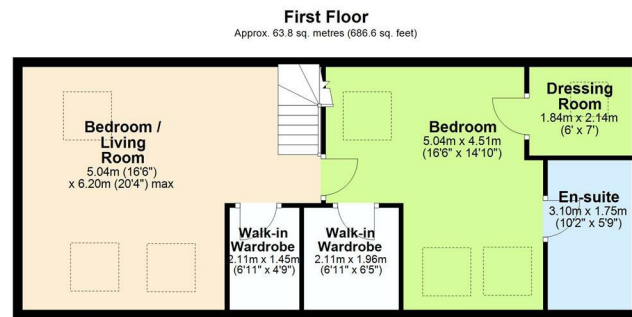 First Floor
Approx. 63.8 sq. metres (686.6 sq. feet)
Bedroom /
Living
Room
5.04m (16'6")
x 6.20m (20'4") max
Bedroom
5.04m x 4.51m
(16'6" x 14'10")
Dressing
Room
1.84m x 2.14m
(6' x 7')
En-suite
3.10m x 1.75m
(10'2" x 5'9")
Walk-in
Wardrobe
2.11m x 1.45m
(6'11" x 4'9")
Walk-in
Wardrobe
2.11m x 1.96m
(6'11" x 6'5")